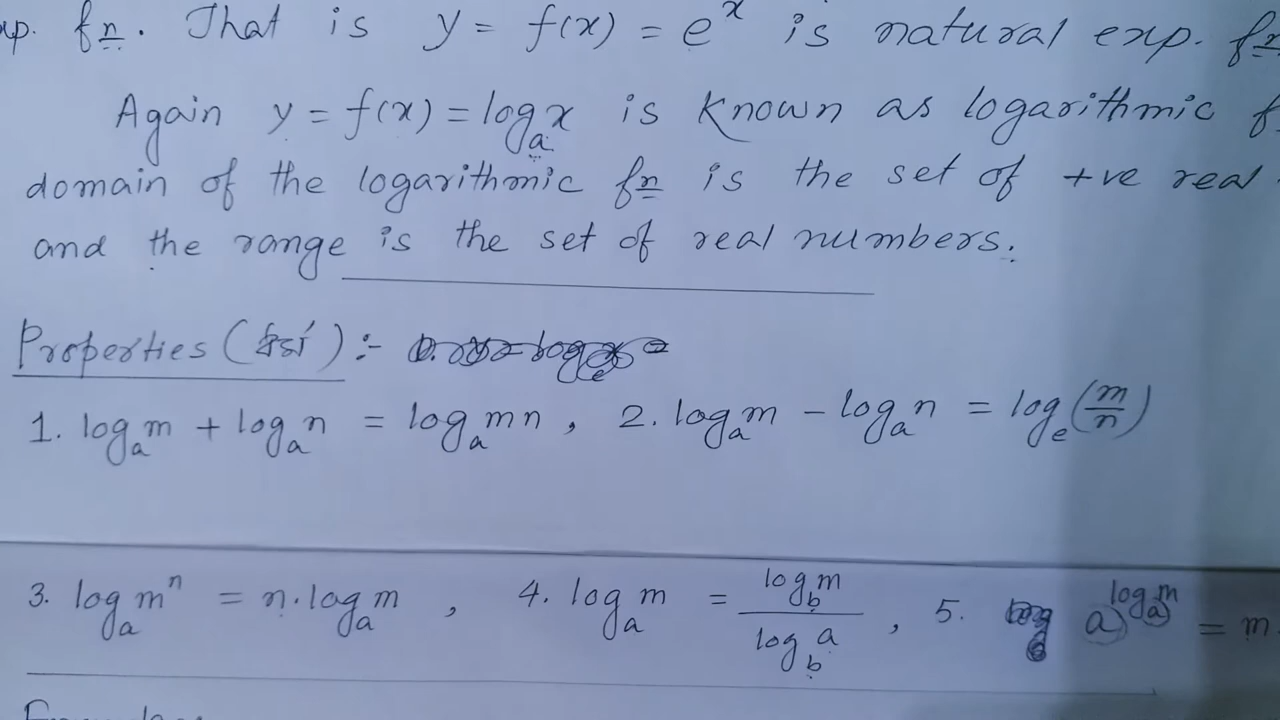 fn. That is y = f(x) = e^x is natural exp. fn
Again y = f(x) = log_a x is known as logarithmic f
domain of the logarithmic fn is the set of +ve real
and the range is the set of real numbers.
Properties ( ) :-
1. log_a m + log_a n = log_a mn , 2. log_a m - log_a n = log_e (m/n)
3. log_a m^n = n.log_a m , 4. log_a m = log_b m / log_b a , 5. a^(log_a m) = m